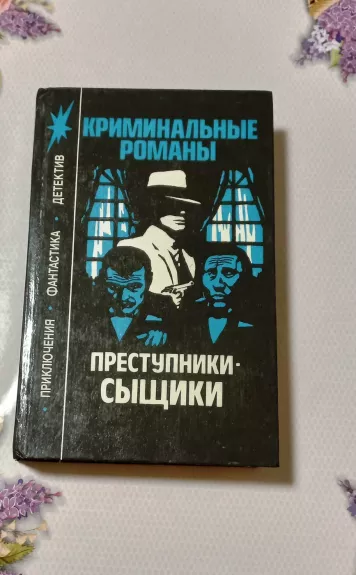 КРИМИНАЛЬНЫЕ
РОМАНЫ
ПРИКЛЮЧЕНИЯ · ФАНТАСТИКА · ДЕТЕКТИВ
ПРЕСТУПНИКИ-
СЫЩИКИ